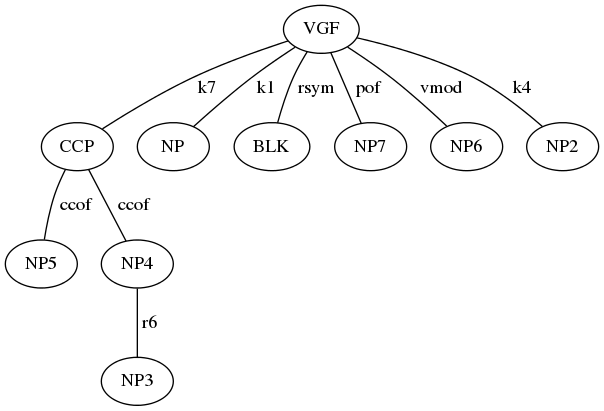 VGF
k7 k1 rsym pof vmod k4
CCP NP BLK NP7 NP6 NP2
ccof ccof
NP5 NP4
r6
NP3